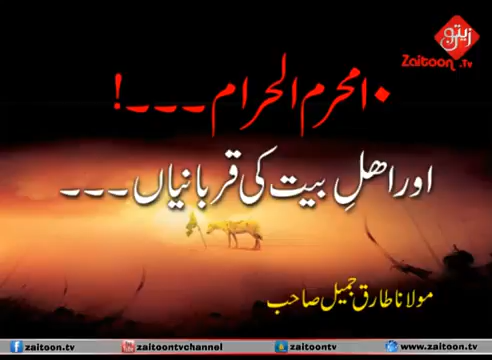 زیتون
Zaitoon.Tv
۱۰ محرم الحرام ۔۔۔!
اور اھلِ بیت کی قربانیاں ۔۔۔
مولانا طارق جمیل صاحب
zaitoon.tv
zaitoontvchannel
zaitoontv
www.zaitoon.tv